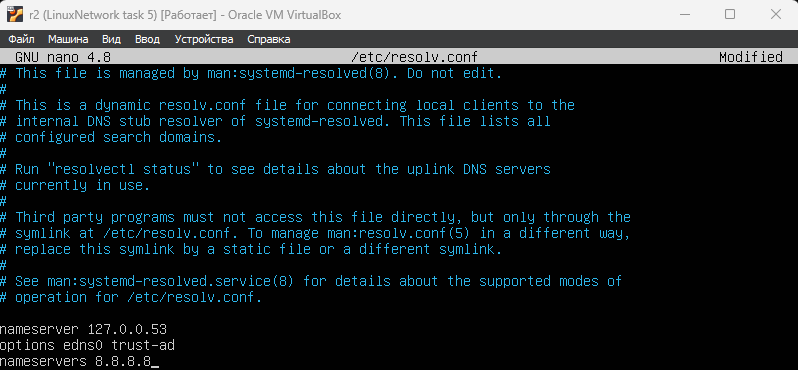 r2 (LinuxNetwork task 5) [Работает] - Oracle VM VirtualBox
Файл Машина Вид Ввод Устройства Справка
GNU nano 4.8 /etc/resolv.conf Modified
# This file is managed by man:systemd-resolved(8). Do not edit.
#
# This is a dynamic resolv.conf file for connecting local clients to the
# internal DNS stub resolver of systemd-resolved. This file lists all
# configured search domains.
#
# Run "resolvectl status" to see details about the uplink DNS servers
# currently in use.
#
# Third party programs must not access this file directly, but only through the
# symlink at /etc/resolv.conf. To manage man:resolv.conf(5) in a different way,
# replace this symlink by a static file or a different symlink.
#
# See man:systemd-resolved.service(8) for details about the supported modes of
# operation for /etc/resolv.conf.
nameserver 127.0.0.53
options edns0 trust-ad
nameservers 8.8.8.8